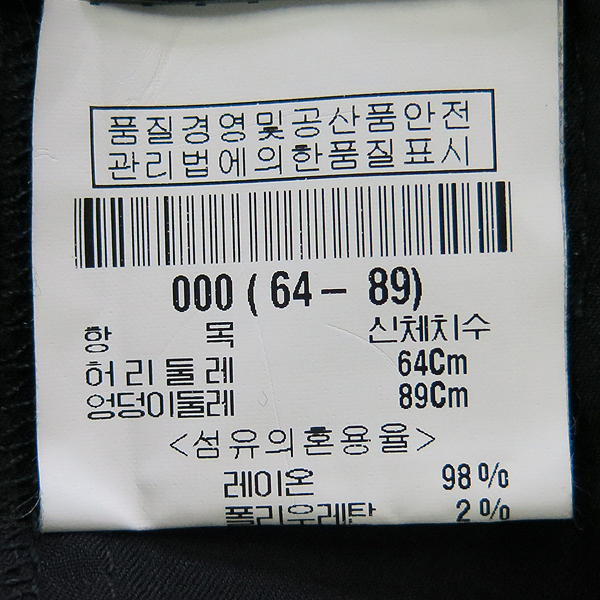 품질경영및공산품안전
관리법에의한품질표시
000 ( 64 - 89)
항 목 신체치수
허리둘레 64Cm
엉덩이둘레 89Cm
<섬유의혼용율>
레이온 98%
폴리우레탄 2%